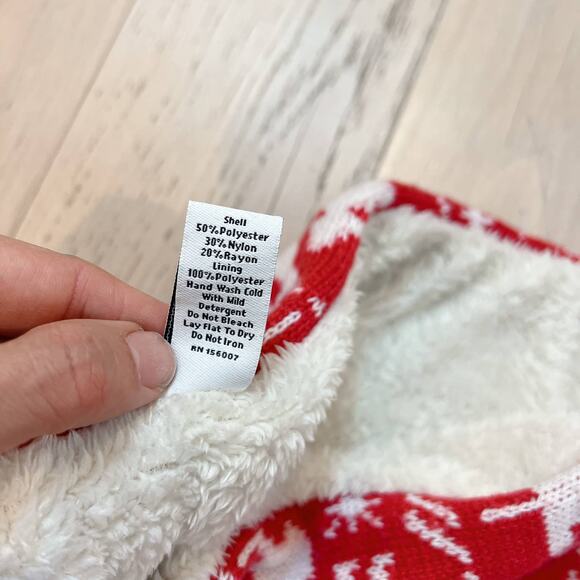 Shell
50%Polyester
30%Nylon
20%Rayon
Lining
100%Polyester
Hand Wash Cold
With Mild
Detergent
Do Not Bleach
Lay Flat To Dry
Do Not Iron
RN 156007